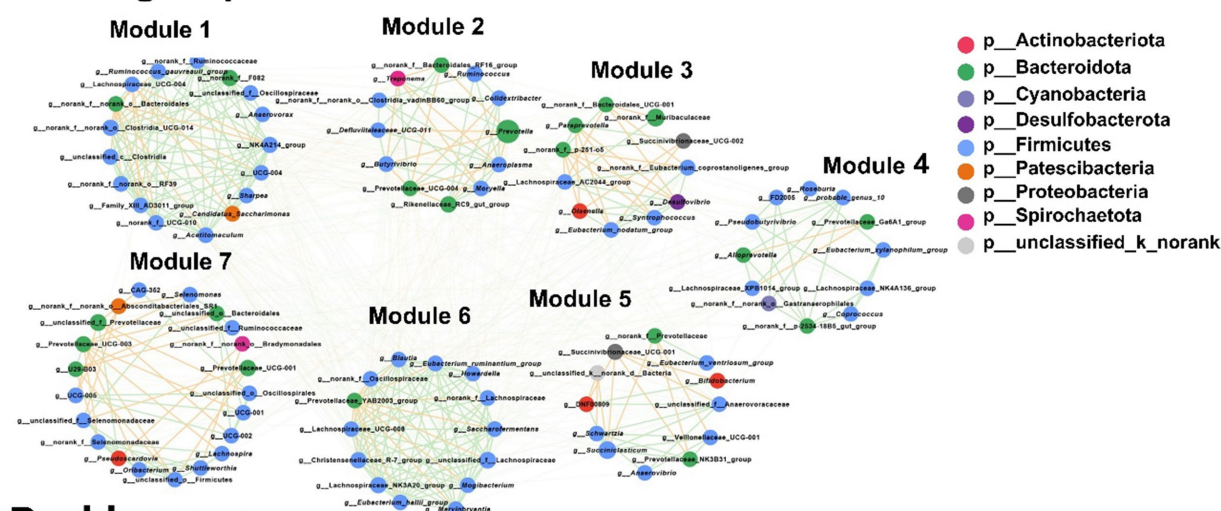 Module 1
g__norank_f__Ruminococcaceae
g__Ruminococcus_gauvreauii_group
g__norank_f__F082
g__Lachnospiraceae_UCG-004
g__unclassified_f__Oscillospiraceae
g__norank_f__norank_o__Bacteroidales
g__Anaerovorax
g__norank_f__norank_o__Clostridia_UCG-014
g__NK4A214_group
g__unclassified_c__Clostridia
g__UCG-004
g__norank_f__norank_o__RF39
g__Sharpea
g__Family_XIII_AD3011_group
g__Candidatus_Saccharimonas
g__norank_f__UCG-010
g__Acetitomaculum
Module 2
g__norank_f__Bacteroidales_RF16_group
g__Treponema
g__Ruminococcus
g__norank_f__norank_o__Clostridia_vadinBB60_group
g__Colidextribacter
g__Defluviitaleaceae_UCG-011
g__Prevotella
g__Butyrivibrio
g__Anaeroplasma
g__Prevotellaceae_UCG-004
g__Moryella
g__Rikenellaceae_RC9_gut_group
Module 3
g__norank_f__Bacteroidales_UCG-001
g__norank_f__Muribaculaceae
g__Paraprevotella
g__Succinivibrionaceae_UCG-002
g__norank_f__p-251-o5
g__norank_f__Eubacterium_coprostanoligenes_group
g__Lachnospiraceae_AC2044_group
g__Desulfovibrio
g__Olsenella
g__Syntrophococcus
g__Eubacterium_nodatum_group
Module 4
g__Roseburia
g__FD2005
g__probable_genus_10
g__Pseudobutyrivibrio
g__Prevotellaceae_Ga6A1_group
g__Alloprevotella
g__Eubacterium_xylanophilum_group
g__Lachnospiraceae_XPB1014_group
g__Lachnospiraceae_NK4A136_group
g__norank_f__norank_o__Gastranaerophilales
g__Coprococcus
g__norank_f__p-2534-18B5_gut_group
p__Actinobacteriota
p__Bacteroidota
p__Cyanobacteria
p__Desulfobacterota
p__Firmicutes
p__Patescibacteria
p__Proteobacteria
p__Spirochaetota
p__unclassified_k_norank
Module 7
g__CAG-352
g__Selenomonas
g__norank_f__norank_o__Absconditabacteriales_SR1
g__unclassified_o__Bacteroidales
g__unclassified_f__Prevotellaceae
g__unclassified_f__Ruminococcaceae
g__Prevotellaceae_UCG-003
g__norank_f__norank_o__Bradymonadales
g__U29-B03
g__Prevotellaceae_UCG-001
g__UCG-005
g__unclassified_o__Oscillospirales
g__UCG-001
g__unclassified_f__Selenomonadaceae
g__UCG-002
g__norank_f__Selenomonadaceae
g__Lachnospira
g__Pseudoscardovia
g__Oribacterium
g__Shuttleworthia
g__unclassified_p__Firmicutes
Module 6
g__Blautia
g__Eubacterium_ruminantium_group
g__norank_f__Oscillospiraceae
g__Howardella
g__Prevotellaceae_YAB2003_group
g__norank_f__Lachnospiraceae
g__Lachnospiraceae_UCG-008
g__Saccharofermentans
g__Christensenellaceae_R-7_group
g__unclassified_f__Lachnospiraceae
g__Lachnospiraceae_NK3A20_group
g__Mogibacterium
g__Eubacterium_hallii_group
g__Marvinbryantia
Module 5
g__norank_f__Prevotellaceae
g__Succinivibrionaceae_UCG-001
g__Eubacterium_ventriosum_group
g__unclassified_k__norank_d__Bacteria
g__Bifidobacterium
g__DNF00809
g__unclassified_f__Anaerovoracaceae
g__Schwartzia
g__Veillonellaceae_UCG-001
g__Succiniclasticum
g__Prevotellaceae_NK3B31_group
g__Anaerovibrio